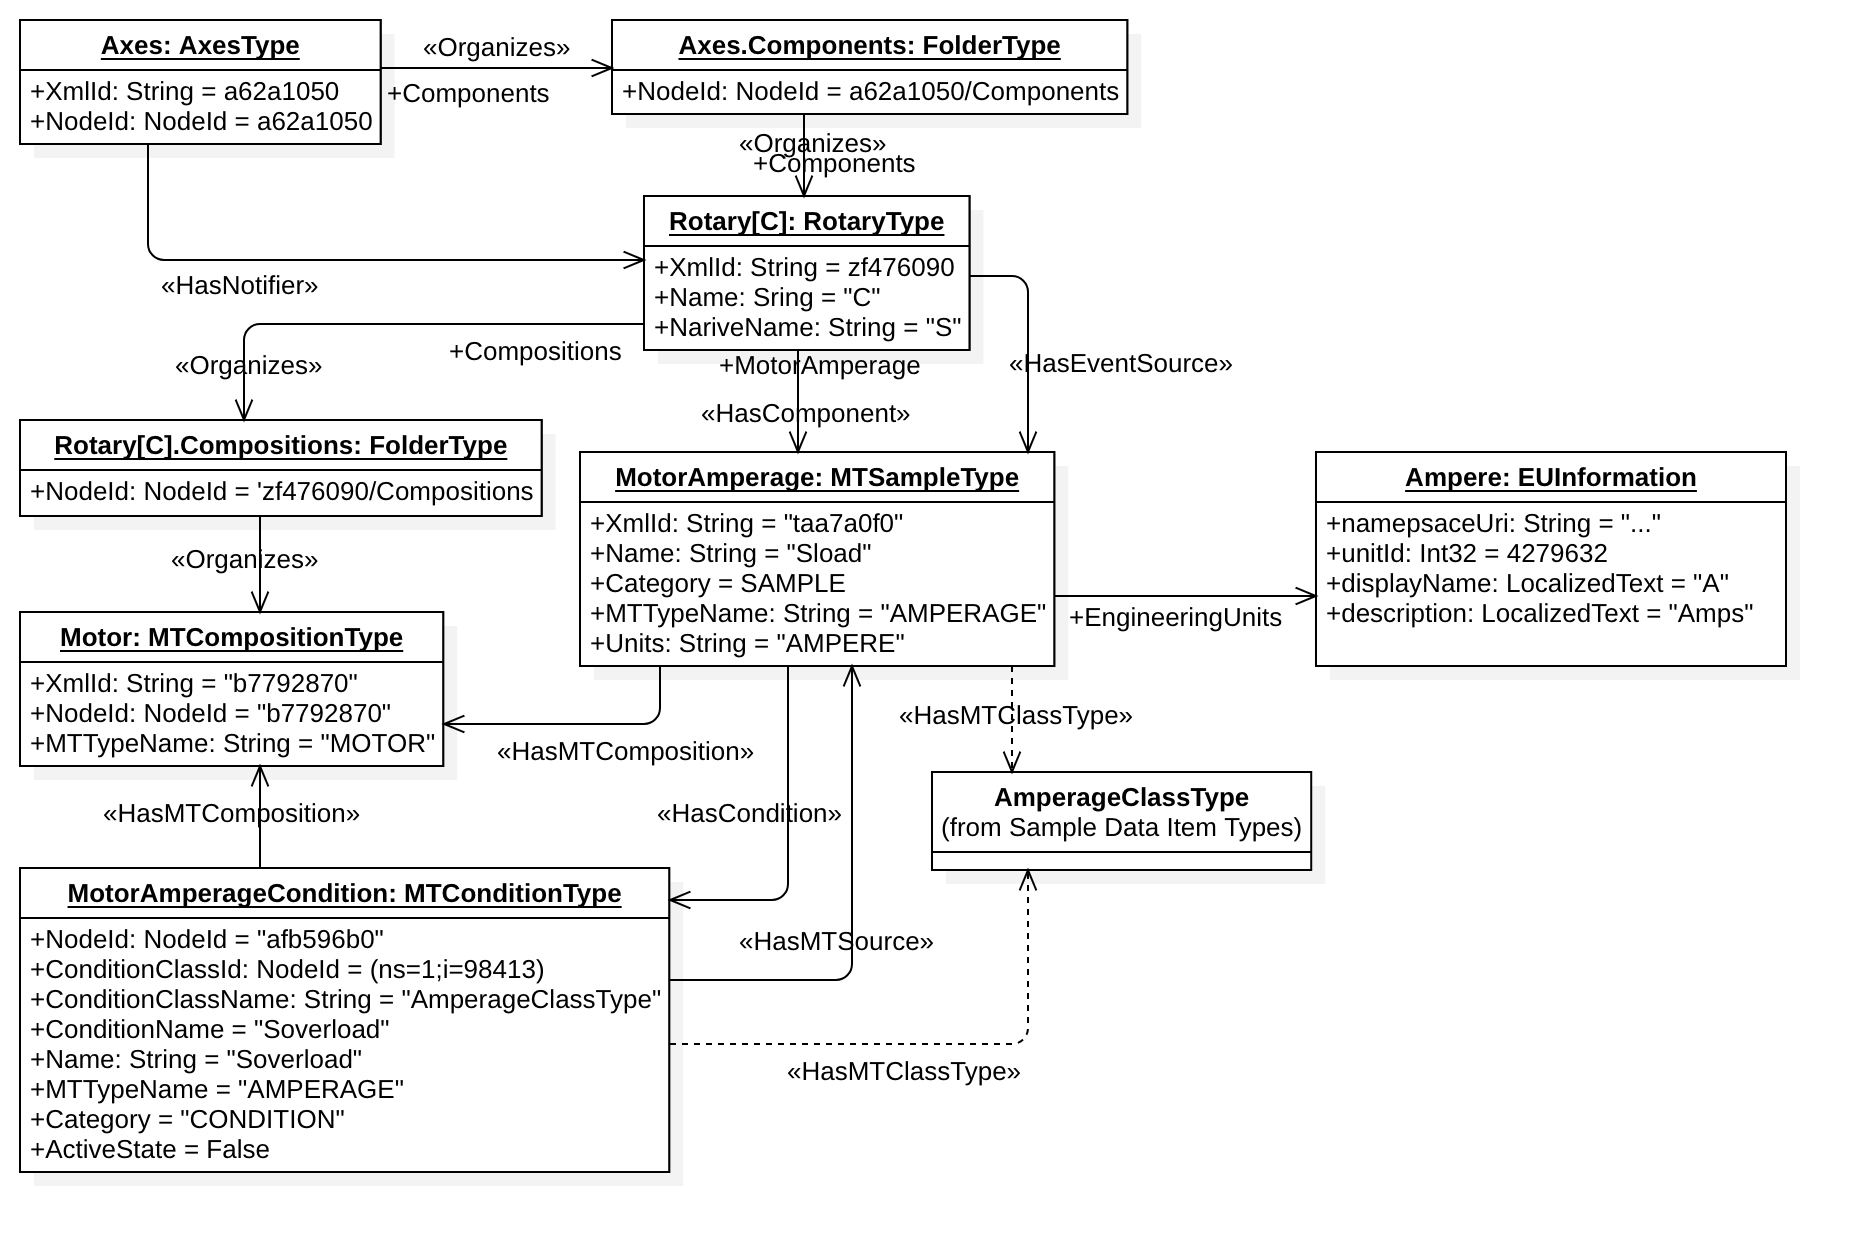 Axes: AxesType
+XmlId: String = a62a1050
+NodeId: NodeId = a62a1050
«Organizes»
+Components
Axes.Components: FolderType
+NodeId: NodeId = a62a1050/Components
«Organizes»
+Components
«HasNotifier»
Rotary[C]: RotaryType
+XmlId: String = zf476090
+Name: Sring = "C"
+NariveName: String = "S"
+Compositions
«Organizes»
+MotorAmperage
«HasComponent»
«HasEventSource»
Rotary[C].Compositions: FolderType
+NodeId: NodeId = 'zf476090/Compositions
«Organizes»
MotorAmperage: MTSampleType
+XmlId: String = "taa7a0f0"
+Name: String = "Sload"
+Category = SAMPLE
+MTTypeName: String = "AMPERAGE"
+Units: String = "AMPERE"
+EngineeringUnits
Ampere: EUInformation
+namepsaceUri: String = "..."
+unitId: Int32 = 4279632
+displayName: LocalizedText = "A"
+description: LocalizedText = "Amps"
Motor: MTCompositionType
+XmlId: String = "b7792870"
+NodeId: NodeId = "b7792870"
+MTTypeName: String = "MOTOR"
«HasMTComposition»
«HasMTClassType»
«HasMTComposition»
«HasCondition»
AmperageClassType
(from Sample Data Item Types)
MotorAmperageCondition: MTConditionType
+NodeId: NodeId = "afb596b0"
+ConditionClassId: NodeId = (ns=1;i=98413)
+ConditionClassName: String = "AmperageClassType"
+ConditionName = "Soverload"
+Name: String = "Soverload"
+MTTypeName = "AMPERAGE"
+Category = "CONDITION"
+ActiveState = False
«HasMTSource»
«HasMTClassType»